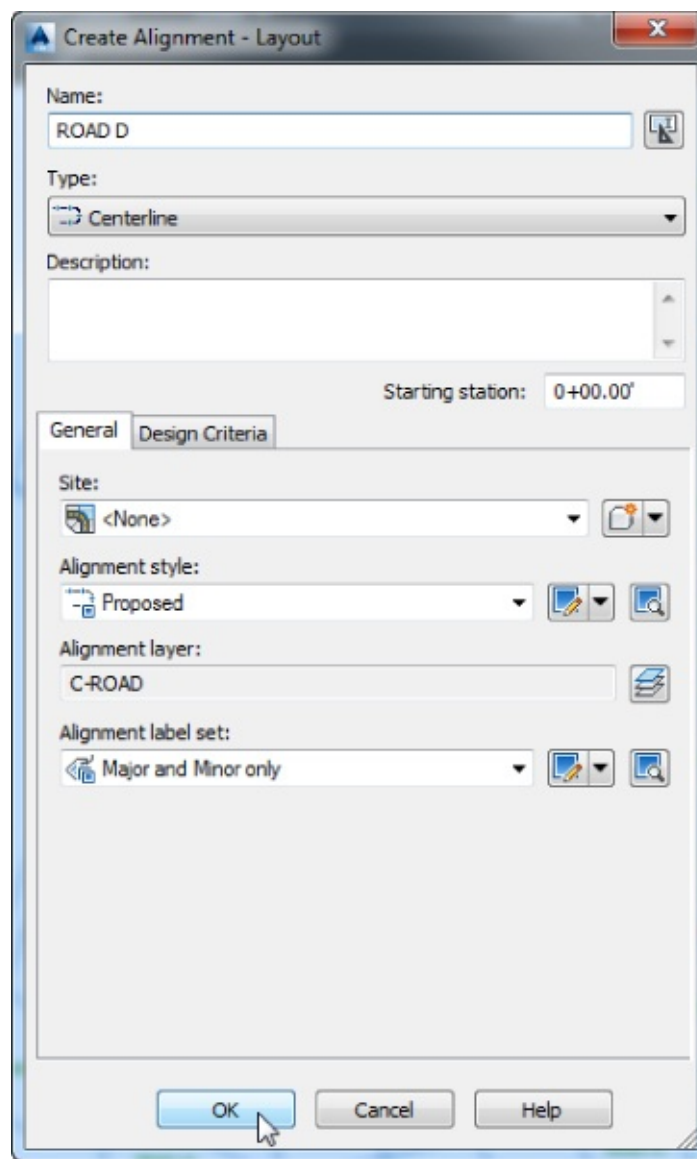 Create Alignment - Layout
Name:
ROAD D
Type:
Centerline
Description:
Starting station: 0+00.00'
General Design Criteria
Site:
<None>
Alignment style:
Proposed
Alignment layer:
C-ROAD
Alignment label set:
Major and Minor only
OK Cancel Help